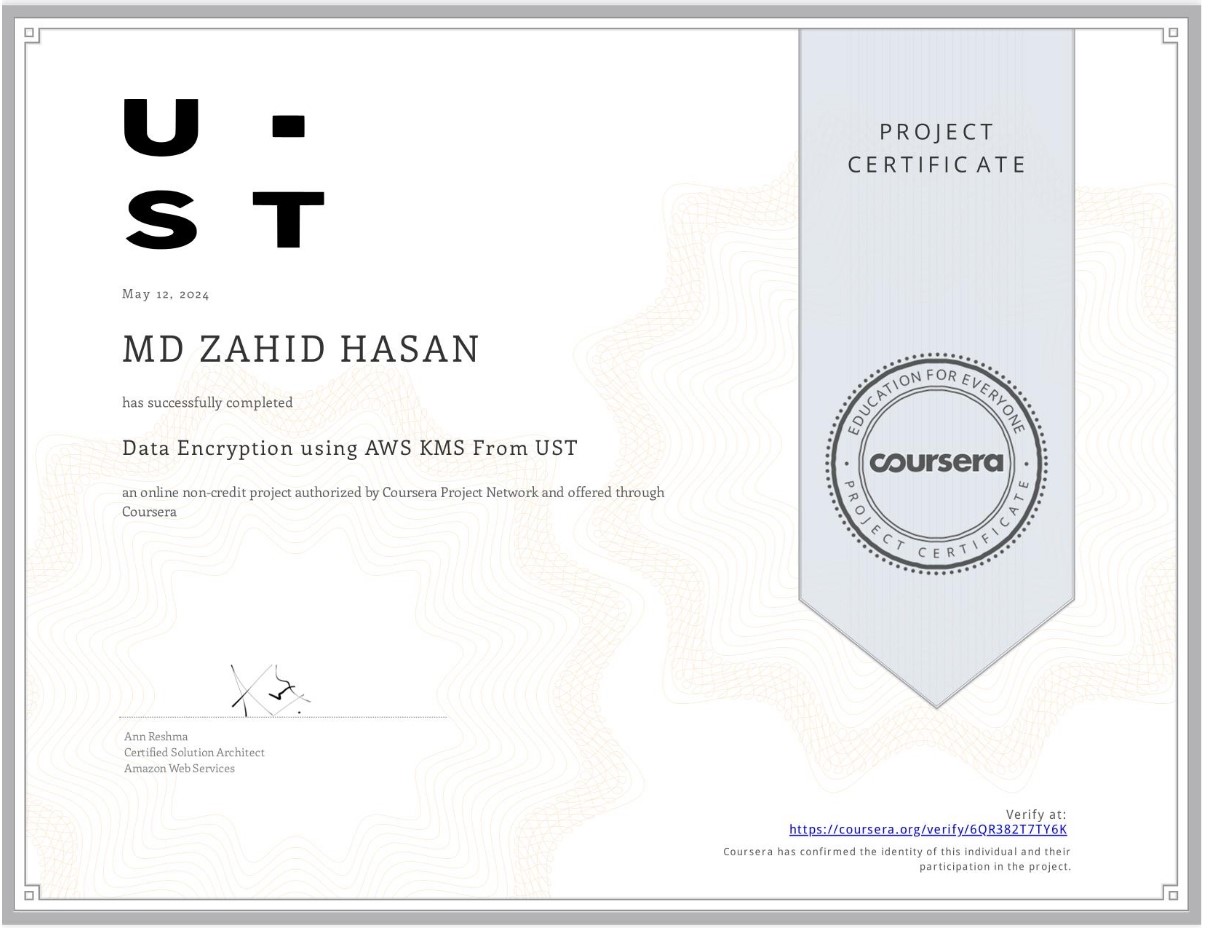 U ·
S T
May 12, 2024
MD ZAHID HASAN
has successfully completed
Data Encryption using AWS KMS From UST
an online non-credit project authorized by Coursera Project Network and offered through
Coursera
Ann Reshma
Certified Solution Architect
Amazon Web Services
PROJECT
CERTIFICATE
EDUCATION FOR EVERYONE
coursera
PROJECT CERTIFICATE
Verify at:
https://coursera.org/verify/6QR382T7TY6K
Coursera has confirmed the identity of this individual and their
participation in the project.